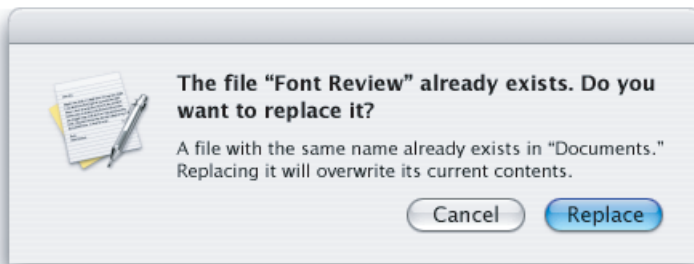 The file “Font Review” already exists. Do you
want to replace it?
A file with the same name already exists in “Documents.”
Replacing it will overwrite its current contents.
Cancel Replace